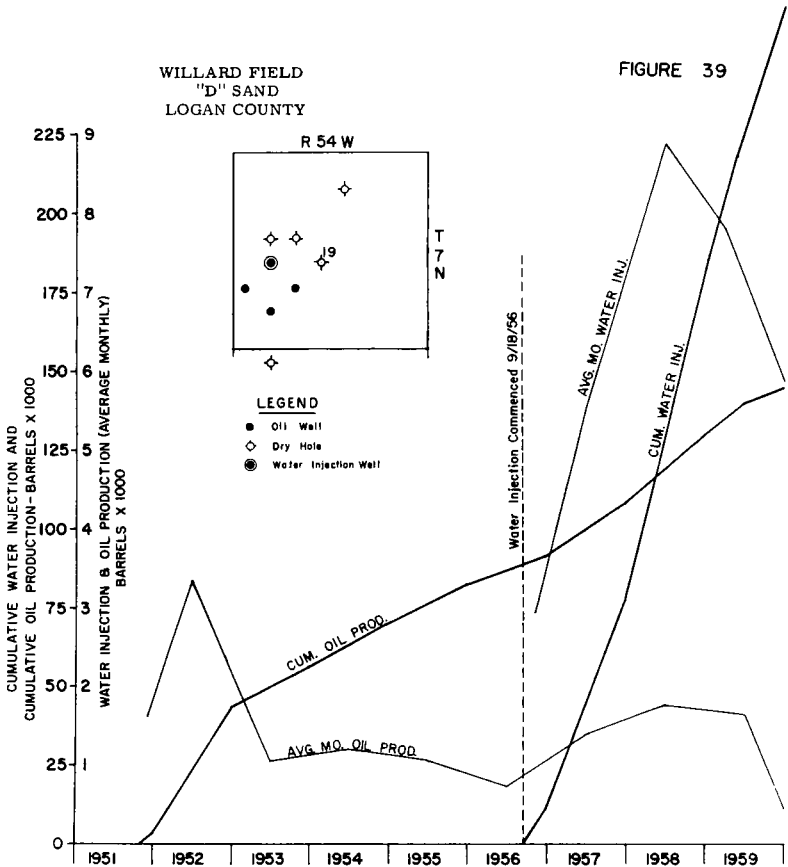 WILLARD FIELD
"D" SAND
LOGAN COUNTY
FIGURE 39
R 54 W
T
7
N
19
LEGEND
Oil Well
Dry Hole
Water Injection Well
CUMULATIVE WATER INJECTION AND
CUMULATIVE OIL PRODUCTION - BARRELS X 1000
WATER INJECTION & OIL PRODUCTION (AVERAGE MONTHLY)
BARRELS X 1000
225 9
200 8
175 7
150 6
125 5
100 4
75 3
50 2
25 1
0
Water Injection Commenced 9/18/56
AVG. MO. WATER INJ.
CUM. WATER INJ.
CUM. OIL PROD.
AVG. MO. OIL PROD.
1951 1952 1953 1954 1955 1956 1957 1958 1959